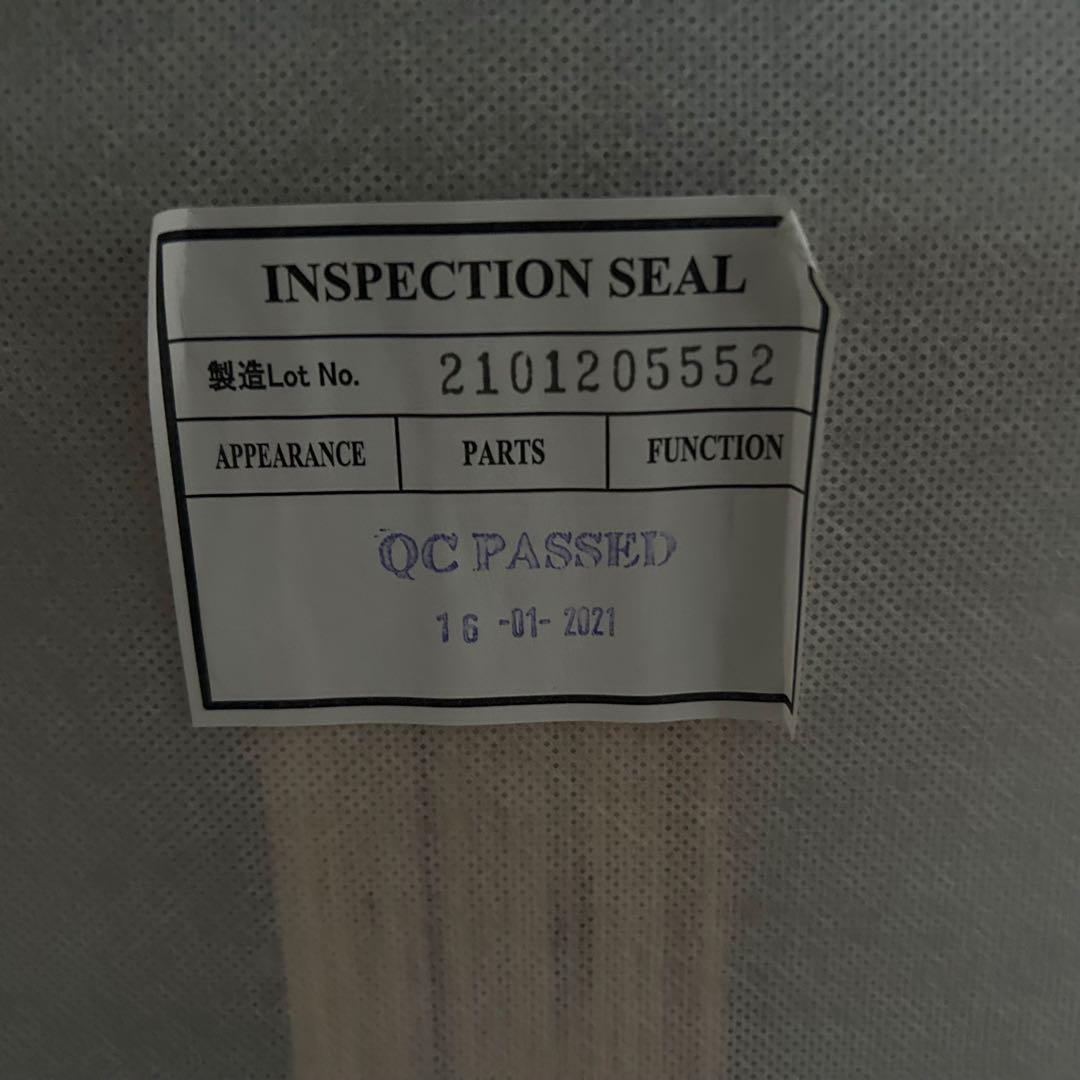 INSPECTION SEAL
製造Lot No. 2101205552
APPEARANCE PARTS FUNCTION
QC PASSED
16 -01- 2021